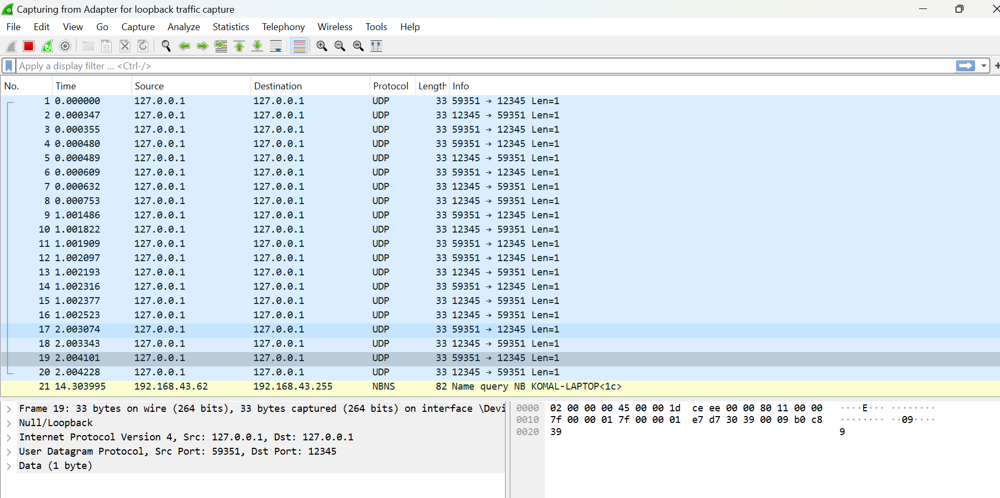 Capturing from Adapter for loopback traffic capture
File Edit View Go Capture Analyze Statistics Telephony Wireless Tools Help
Apply a display filter ... <Ctrl-/>
No. Time Source Destination Protocol Length Info
1 0.000000 127.0.0.1 127.0.0.1 UDP 33 59351 → 12345 Len=1
2 0.000347 127.0.0.1 127.0.0.1 UDP 33 12345 → 59351 Len=1
3 0.000355 127.0.0.1 127.0.0.1 UDP 33 59351 → 12345 Len=1
4 0.000480 127.0.0.1 127.0.0.1 UDP 33 59351 → 12345 Len=1
5 0.000489 127.0.0.1 127.0.0.1 UDP 33 12345 → 59351 Len=1
6 0.000609 127.0.0.1 127.0.0.1 UDP 33 59351 → 12345 Len=1
7 0.000632 127.0.0.1 127.0.0.1 UDP 33 12345 → 59351 Len=1
8 0.000753 127.0.0.1 127.0.0.1 UDP 33 12345 → 59351 Len=1
9 1.001486 127.0.0.1 127.0.0.1 UDP 33 59351 → 12345 Len=1
10 1.001822 127.0.0.1 127.0.0.1 UDP 33 12345 → 59351 Len=1
11 1.001909 127.0.0.1 127.0.0.1 UDP 33 59351 → 12345 Len=1
12 1.002097 127.0.0.1 127.0.0.1 UDP 33 59351 → 12345 Len=1
13 1.002193 127.0.0.1 127.0.0.1 UDP 33 12345 → 59351 Len=1
14 1.002316 127.0.0.1 127.0.0.1 UDP 33 59351 → 12345 Len=1
15 1.002377 127.0.0.1 127.0.0.1 UDP 33 12345 → 59351 Len=1
16 1.002523 127.0.0.1 127.0.0.1 UDP 33 12345 → 59351 Len=1
17 2.003074 127.0.0.1 127.0.0.1 UDP 33 59351 → 12345 Len=1
18 2.003343 127.0.0.1 127.0.0.1 UDP 33 12345 → 59351 Len=1
19 2.004101 127.0.0.1 127.0.0.1 UDP 33 59351 → 12345 Len=1
20 2.004228 127.0.0.1 127.0.0.1 UDP 33 12345 → 59351 Len=1
21 14.303995 192.168.43.62 192.168.43.255 NBNS 82 Name query NB KOMAL-LAPTOP<1c>
Frame 19: 33 bytes on wire (264 bits), 33 bytes captured (264 bits) on interface \Devi
Null/Loopback
Internet Protocol Version 4, Src: 127.0.0.1, Dst: 127.0.0.1
User Datagram Protocol, Src Port: 59351, Dst Port: 12345
Data (1 byte)
0000 02 00 00 00 45 00 00 1d ce ee 00 00 80 11 00 00 ····E··· ········
0010 7f 00 00 01 7f 00 00 01 e7 d7 30 39 00 09 b0 c8 ········ ··09····
0020 39 9